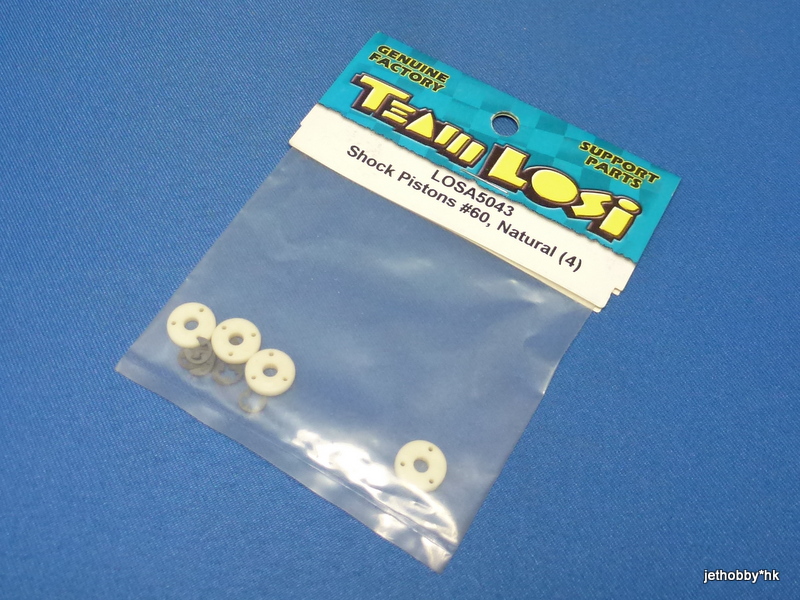 GENUINE
FACTORY
TEAM LOSI
SUPPORT
PARTS
LOSA5043
Shock Pistons #60, Natural (4)
jethobby*hk